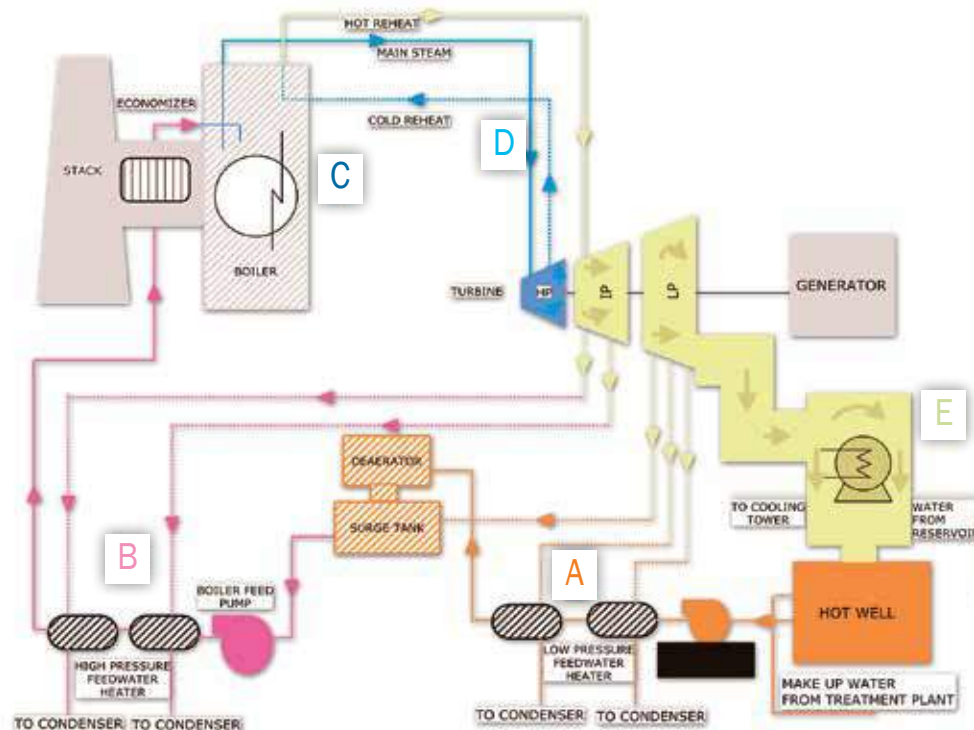 HOT REHEAT
MAIN STEAM
ECONOMIZER
COLD REHEAT
D
STACK
C
BOILER
TURBINE
HP
IP
LP
GENERATOR
E
DEAERATOR
SURGE TANK
TO COOLING
TOWER
WATER
FROM
RESERVOIR
B
A
BOILER FEED
PUMP
HOT WELL
HIGH PRESSURE
FEEDWATER
HEATER
LOW PRESSURE
FEEDWATER
HEATER
MAKE UP WATER
FROM TREATMENT PLANT
TO CONDENSER
TO CONDENSER
TO CONDENSER
TO CONDENSER